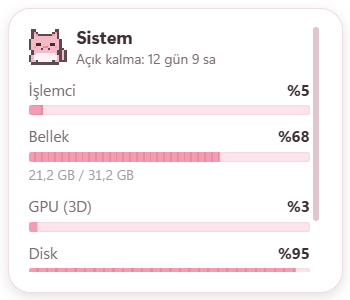 Sistem
Açık kalma: 12 gün 9 sa
İşlemci %5
Bellek %68
21,2 GB / 31,2 GB
GPU (3D) %3
Disk %95